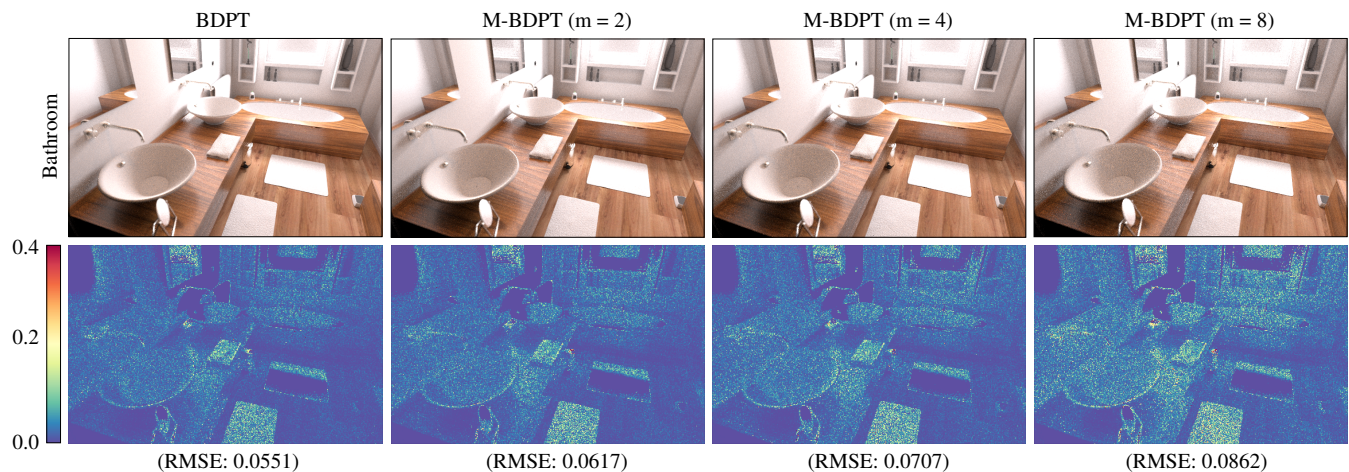 BDPT
M-BDPT (m = 2)
M-BDPT (m = 4)
M-BDPT (m = 8)
Bathroom
0.4
0.2
0.0
(RMSE: 0.0551)
(RMSE: 0.0617)
(RMSE: 0.0707)
(RMSE: 0.0862)